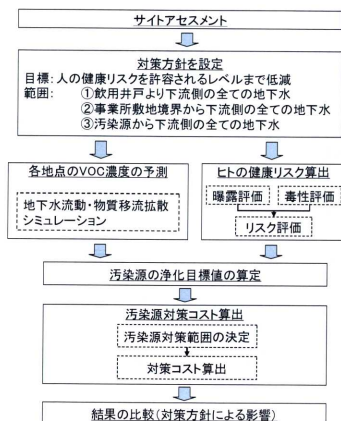 サイトアセスメント
対策方針を設定
目標:人の健康リスクを許容されるレベルまで低減
範囲: ①飲用井戸より下流側の全ての地下水
②事業所敷地境界から下流側の全ての地下水
③汚染源から下流側の全ての地下水
各地点のVOC濃度の予測
地下水流動・物質移流拡散
シミュレーション
ヒトの健康リスク算出
曝露評価
毒性評価
リスク評価
汚染源の浄化目標値の算定
汚染源対策コスト算出
汚染源対策範囲の決定
対策コスト算出
結果の比較(対策方針による影響)